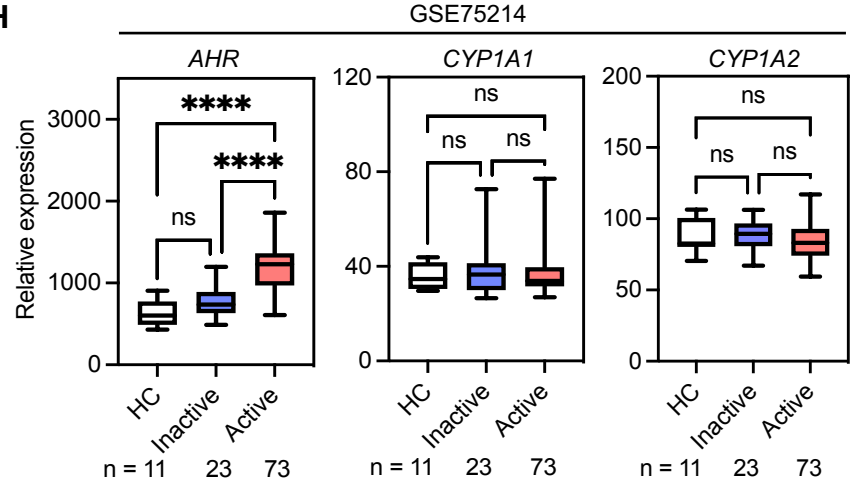 H
GSE75214
AHR
CYP1A1
CYP1A2
Relative expression
3000
2000
1000
0
****
****
ns
HC
Inactive
Active
n = 11 23 73
120
80
40
0
ns
ns
ns
HC
Inactive
Active
n = 11 23 73
200
150
100
50
0
ns
ns
ns
HC
Inactive
Active
n = 11 23 73